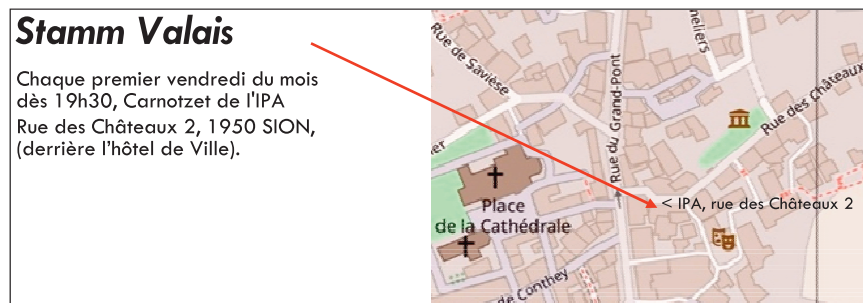 Stamm Valais
Chaque premier vendredi du mois
dès 19h30, Carnotzet de l'IPA
Rue des Châteaux 2, 1950 SION,
(derrière l'hôtel de Ville).
Rue de Savièse
Rue du Grand-Pont
Rue des Châteaux
< IPA, rue des Châteaux 2
Place
de la Cathédrale
de Conthey